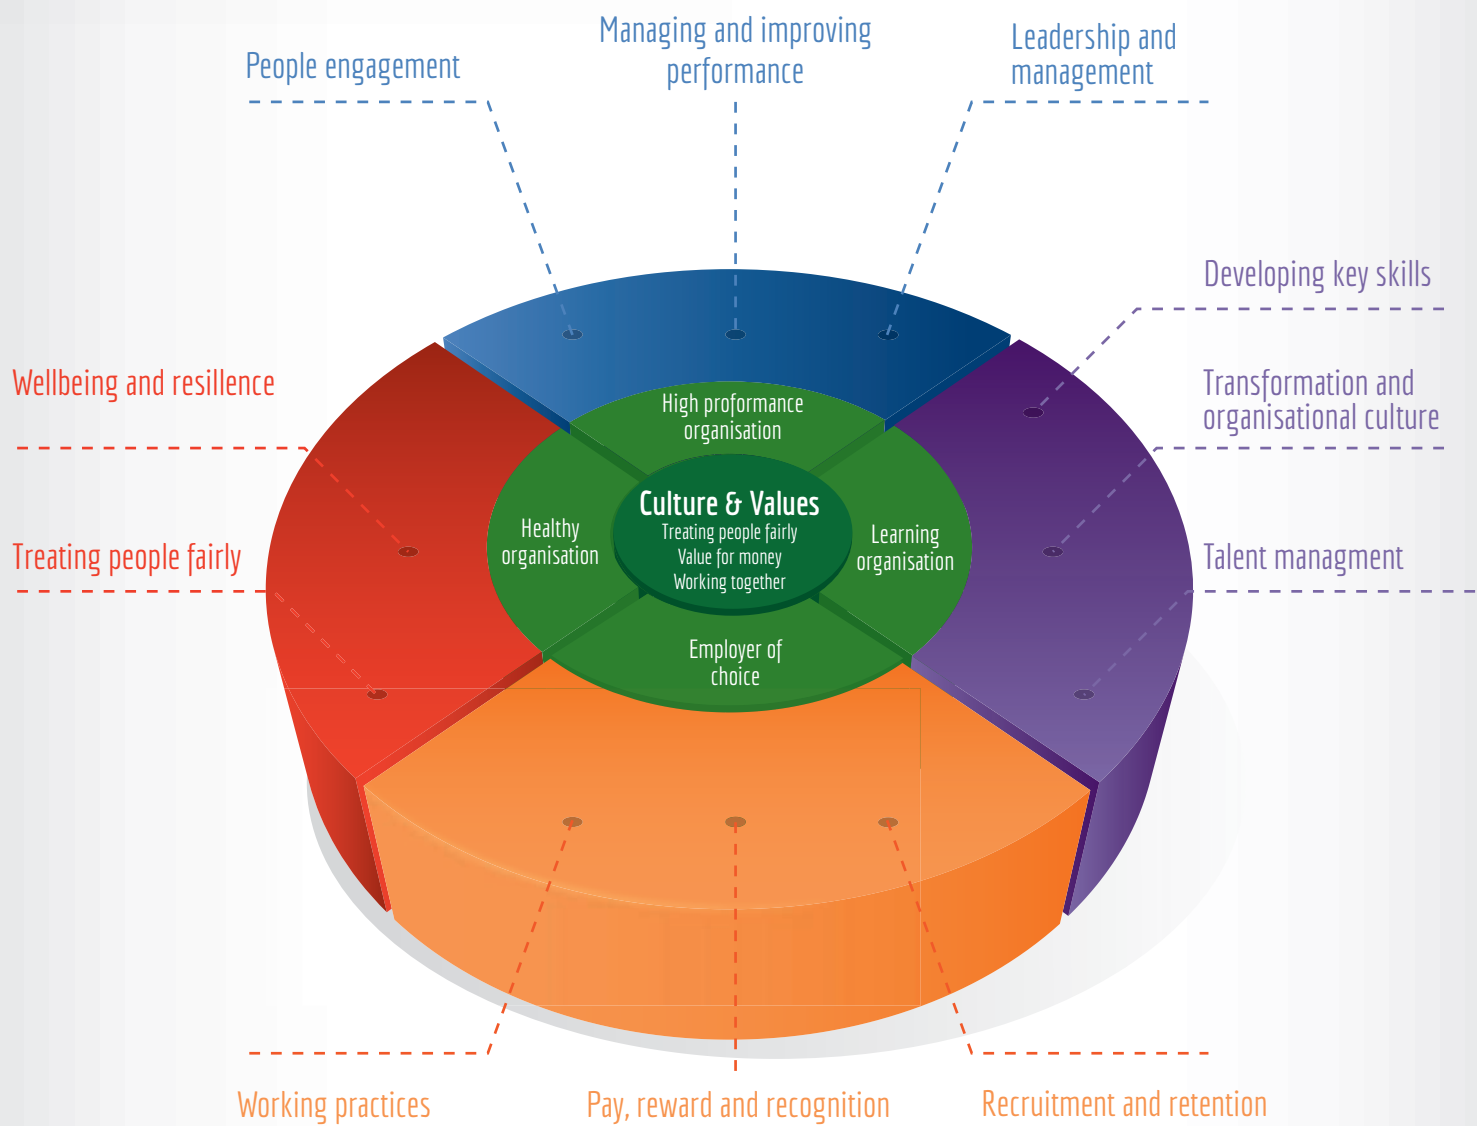 Managing and improving
performance
Leadership and
management
People engagement
Developing key skills
Wellbeing and resillence
Transformation and
organisational culture
High proformance
organisation
Culture & Values
Treating people fairly
Value for money
Working together
Healthy
organisation
Learning
organisation
Treating people fairly
Talent managment
Employer of
choice
Working practices
Pay, reward and recognition
Recruitment and retention